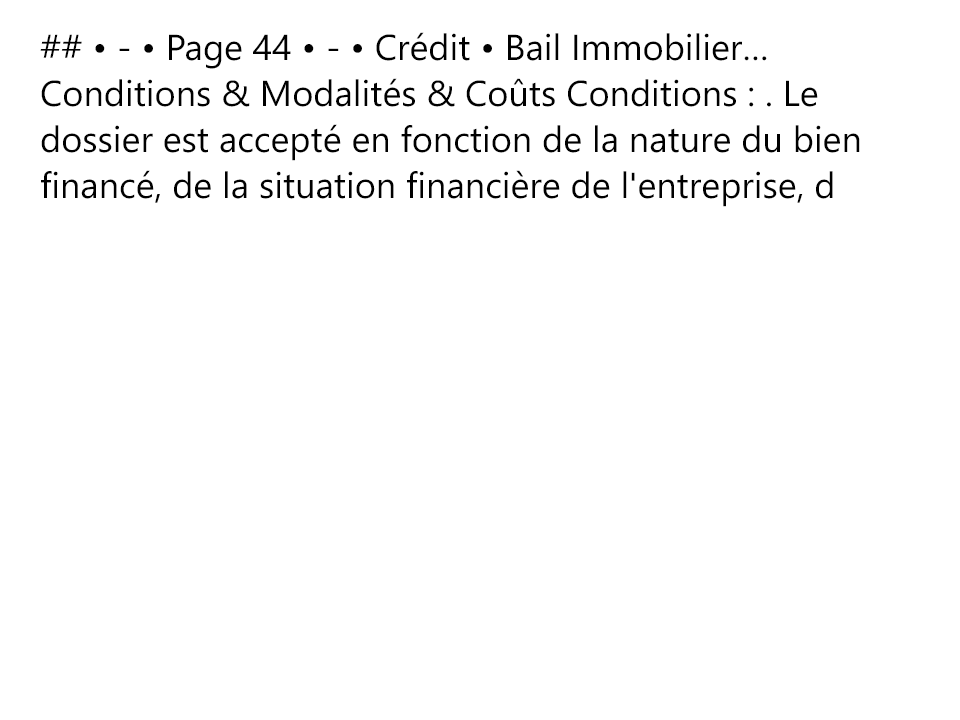 ## • - • Page 44 • - • Crédit • Bail Immobilier…
Conditions & Modalités & Coûts Conditions : . Le
dossier est accepté en fonction de la nature du bien
financé, de la situation financière de l'entreprise, d